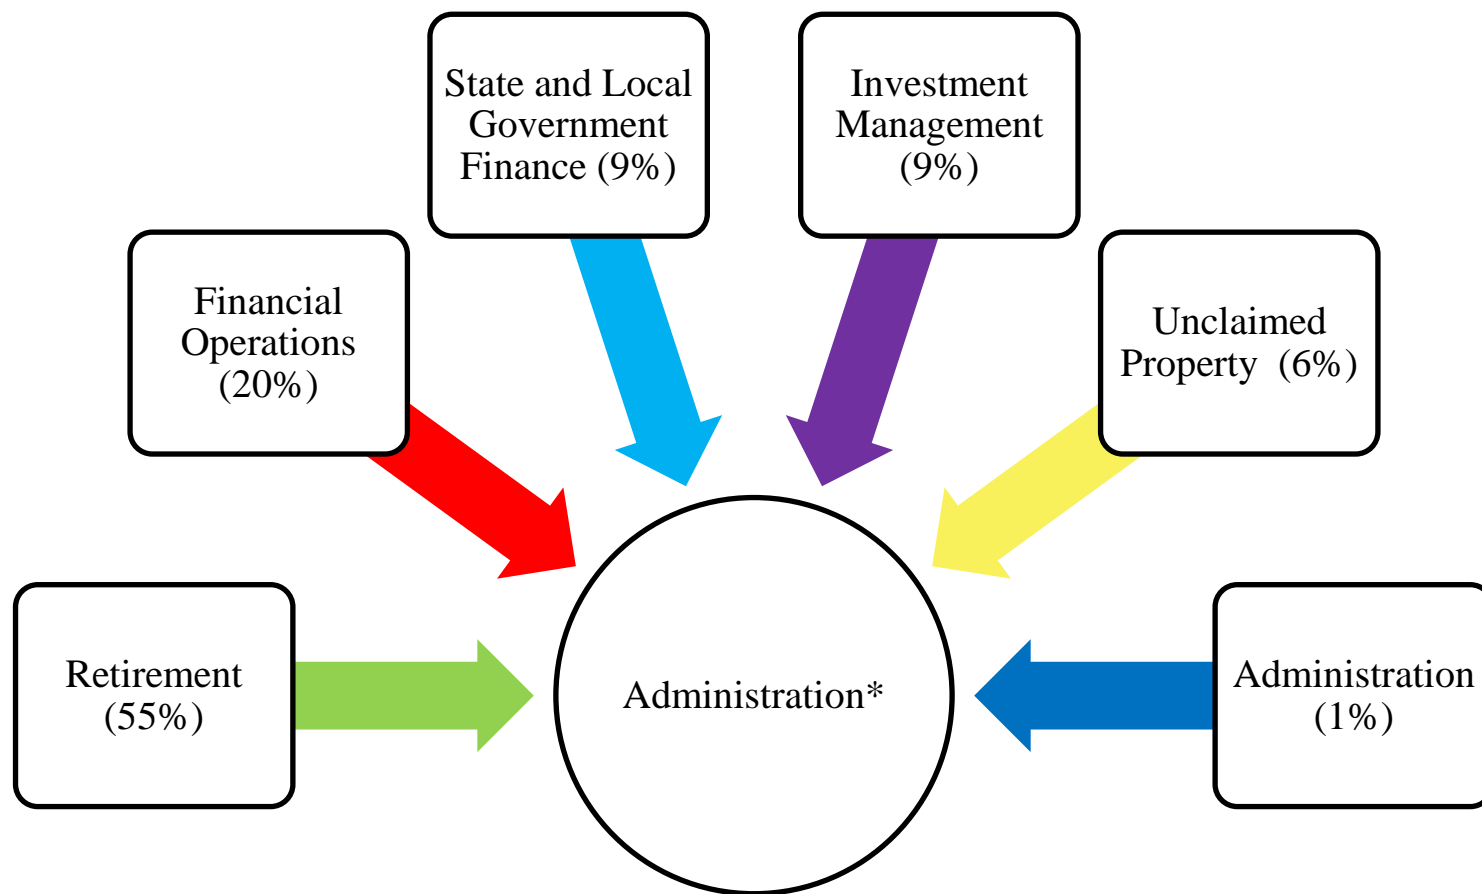 State and Local
Government
Finance (9%)
Investment
Management
(9%)
Financial
Operations
(20%)
Unclaimed
Property  (6%)
Retirement
(55%)
Administration*
Administration
(1%)